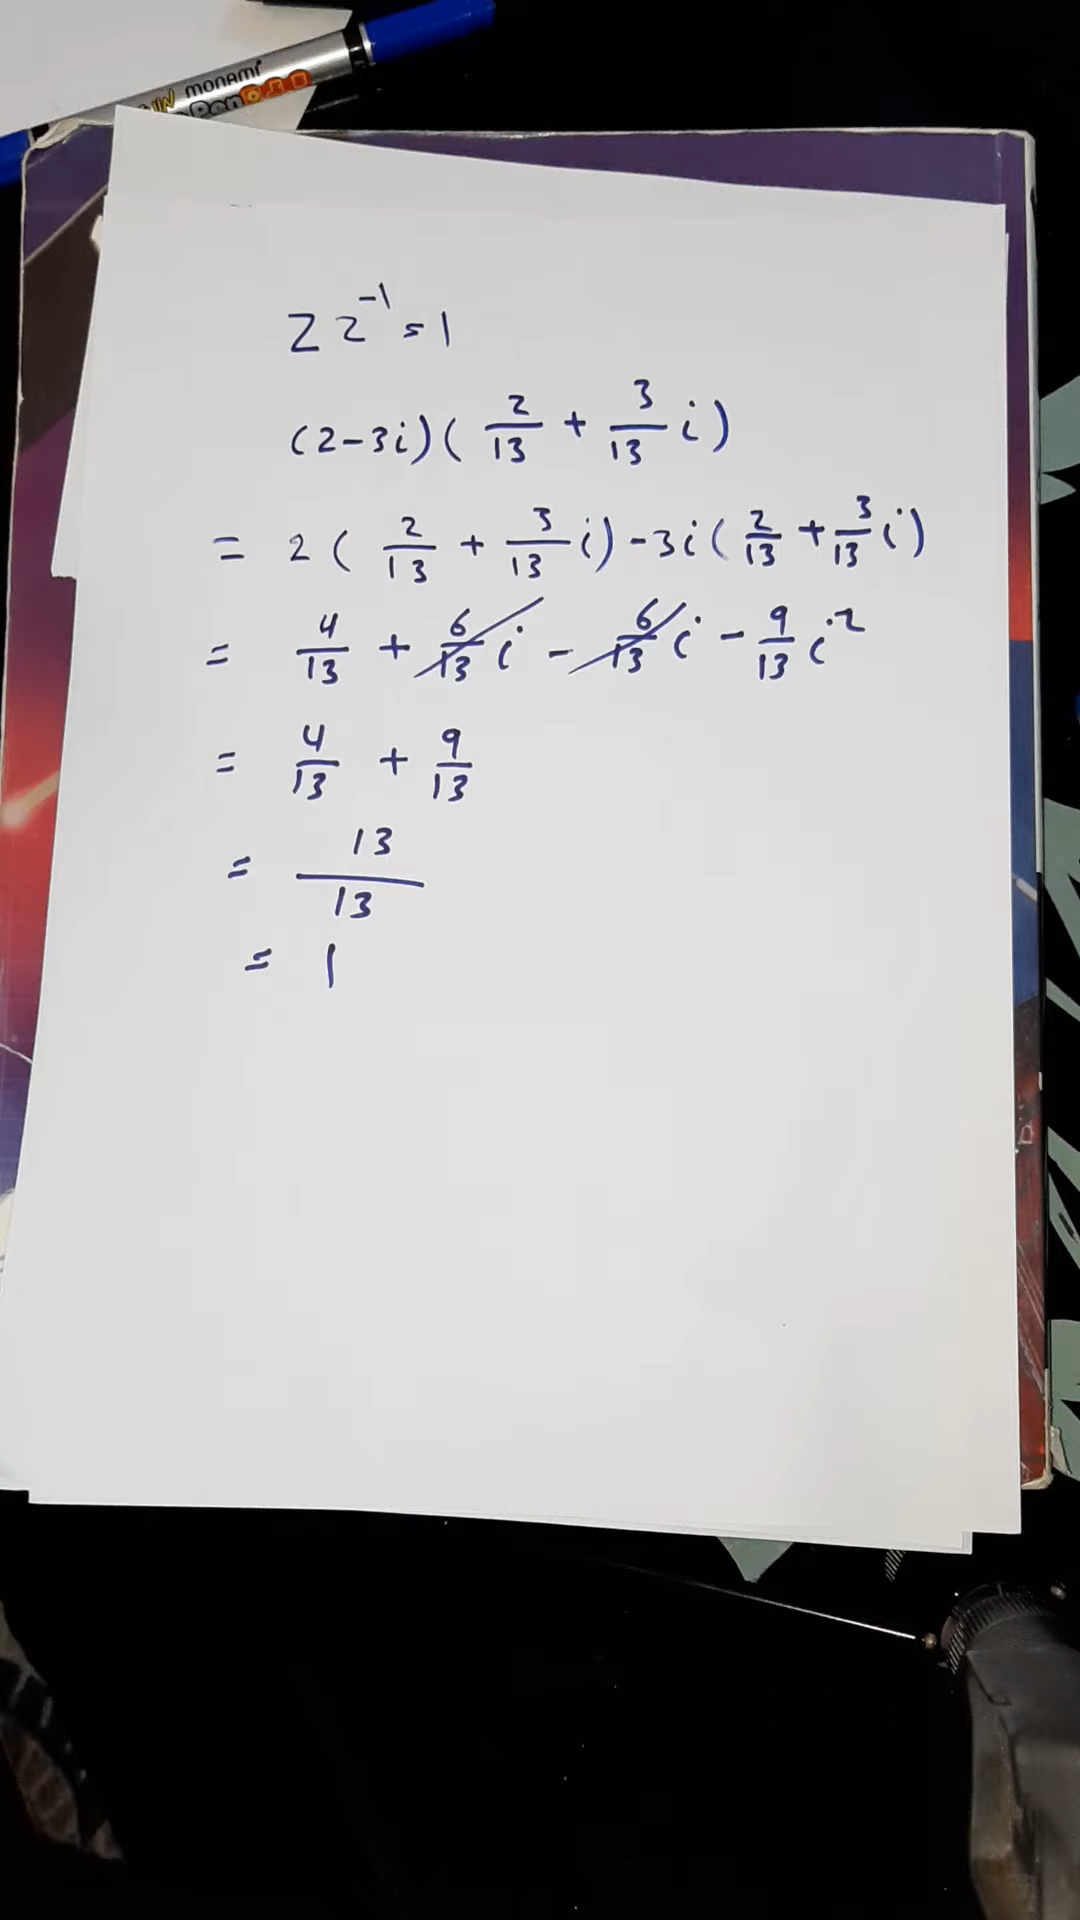 monami
Pen
z z⁻¹ = 1
(2-3i)( 2/13 + 3/13 i)
= 2( 2/13 + 3/13 i) - 3i( 2/13 + 3/13 i)
= 4/13 + 6/13 i - 6/13 i - 9/13 i²
= 4/13 + 9/13
= 13/13
= 1